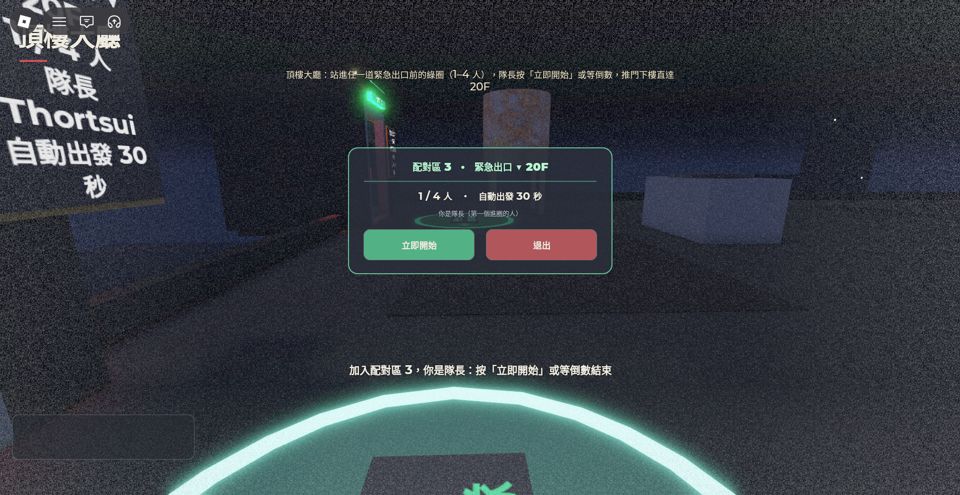 頂樓大廳
人
隊長
Thortsui
自動出發 30
秒
頂樓大廳：站進任一道緊急出口前的綠圈（1–4 人），隊長按「立即開始」或等倒數，推門下樓直達
20F
配對區 3 • 緊急出口 ▼ 20F
1 / 4 人 · 自動出發 30 秒
你是隊長（第一個進圈的人）
立即開始
退出
加入配對區 3，你是隊長：按「立即開始」或等倒數結束